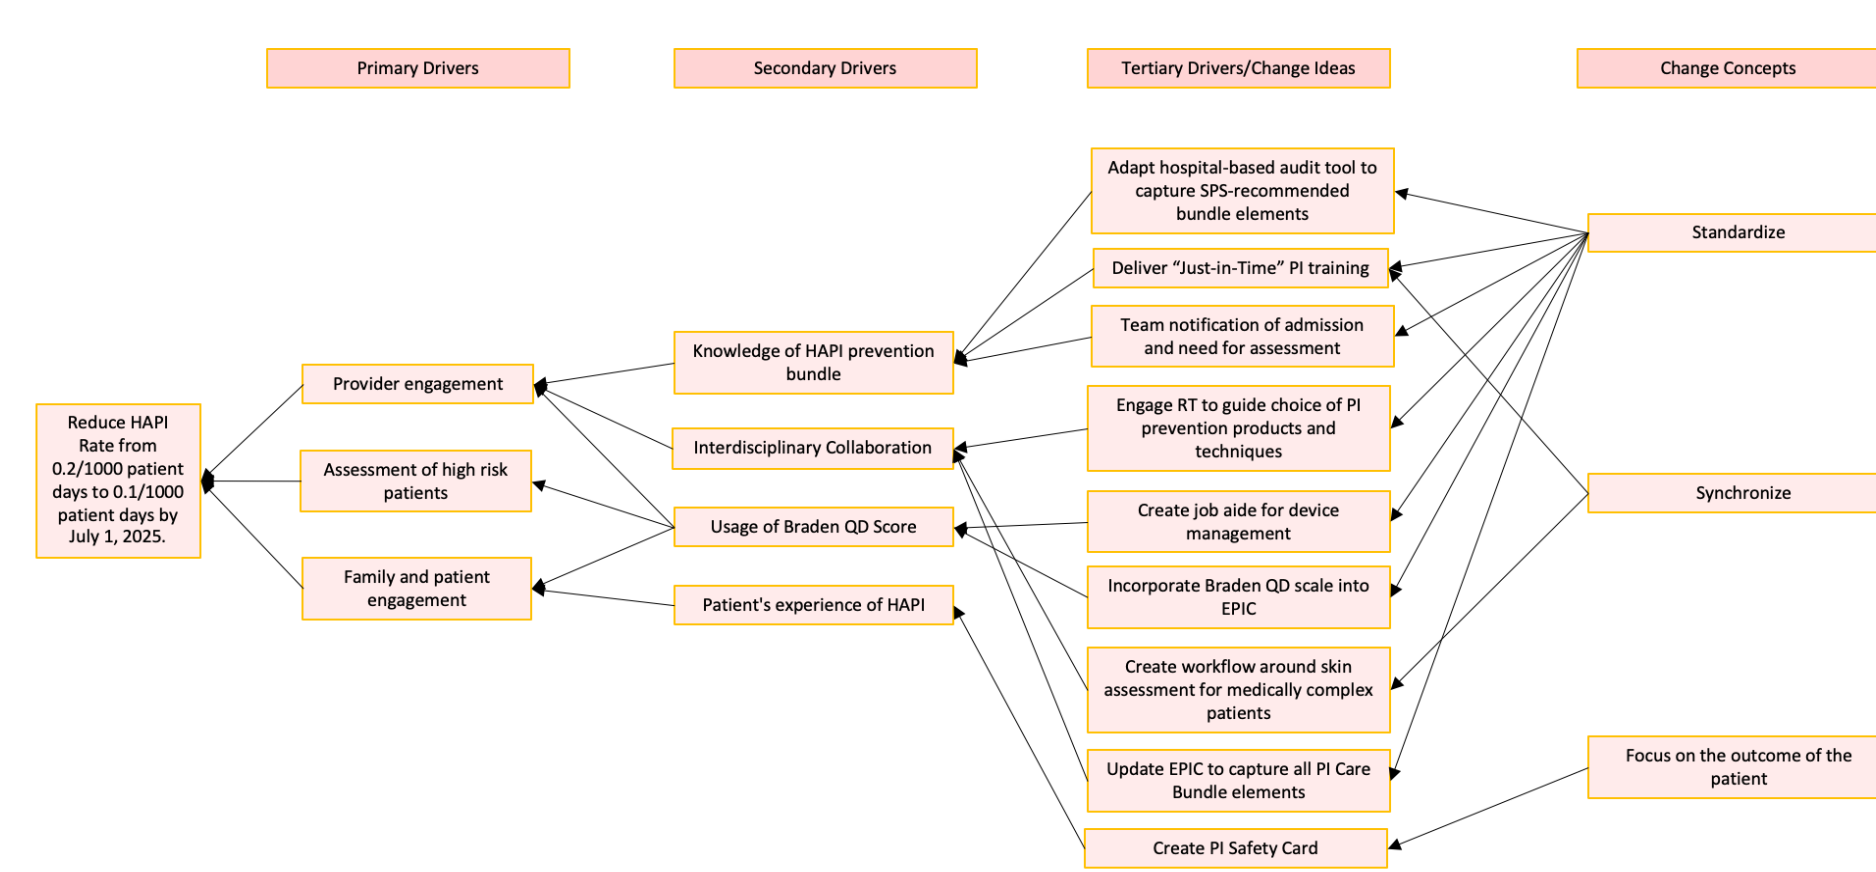 Primary Drivers
Secondary Drivers
Tertiary Drivers/Change Ideas
Change Concepts
Reduce HAPI
Rate from
0.2/1000 patient
days to 0.1/1000
patient days by
July 1, 2025.
Provider engagement
Assessment of high risk
patients
Family and patient
engagement
Knowledge of HAPI prevention
bundle
Interdisciplinary Collaboration
Usage of Braden QD Score
Patient's experience of HAPI
Adapt hospital-based audit tool to
capture SPS-recommended
bundle elements
Deliver “Just-in-Time” PI training
Team notification of admission
and need for assessment
Engage RT to guide choice of PI
prevention products and
techniques
Create job aide for device
management
Incorporate Braden QD scale into
EPIC
Create workflow around skin
assessment for medically complex
patients
Update EPIC to capture all PI Care
Bundle elements
Create PI Safety Card
Standardize
Synchronize
Focus on the outcome of the
patient